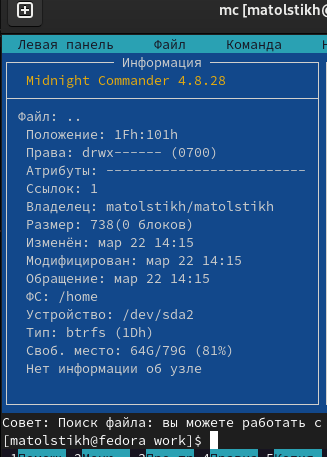 mc [matolstikh@
Левая панель Файл Команда
Информация
Midnight Commander 4.8.28
Файл: ..
Положение: 1Fh:101h
Права: drwx------ (0700)
Атрибуты: -------------------------
Ссылок: 1
Владелец: matolstikh/matolstikh
Размер: 738(0 блоков)
Изменён: мар 22 14:15
Модифицирован: мар 22 14:15
Обращение: мар 22 14:15
ФС: /home
Устройство: /dev/sda2
Тип: btrfs (1Dh)
Своб. место: 64G/79G (81%)
Нет информации об узле
Совет: Поиск файла: вы можете работать с
[matolstikh@fedora work]$